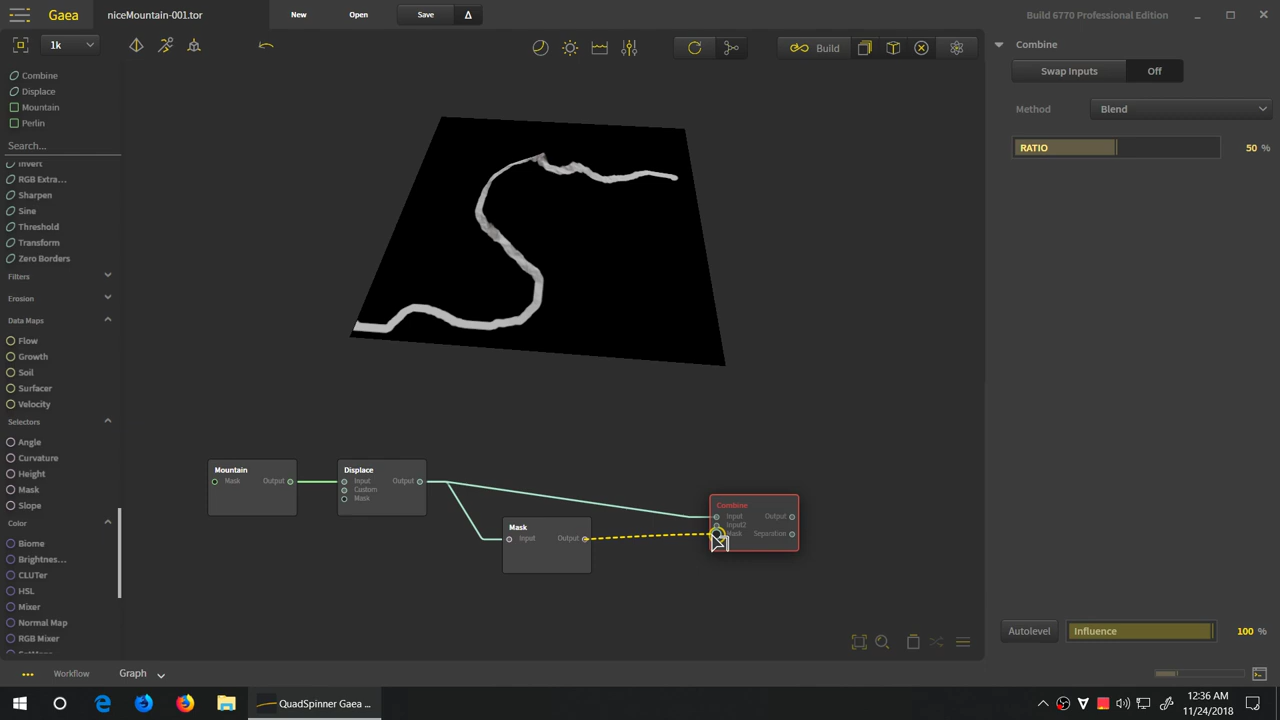 Gaea
niceMountain-001.tor
New
Open
Save
Build 6770 Professional Edition
1k
Build
Combine
Displace
Mountain
Perlin
Search...
Invert
RGB Extra...
Sharpen
Sine
Threshold
Transform
Zero Borders
Filters
Erosion
Data Maps
Flow
Growth
Soil
Surfacer
Velocity
Selectors
Angle
Curvature
Height
Mask
Slope
Color
Biome
Brightnes...
CLUTer
HSL
Mixer
Normal Map
RGB Mixer
Mountain
Mask Output
Displace
Input Output
Custom
Mask
Mask
Input Output
Combine
Input Output
Input2
Mask Separation
Combine
Swap Inputs Off
Method Blend
RATIO 50 %
Autolevel Influence 100 %
Workflow Graph
QuadSpinner Gaea ...
12:36 AM
11/24/2018